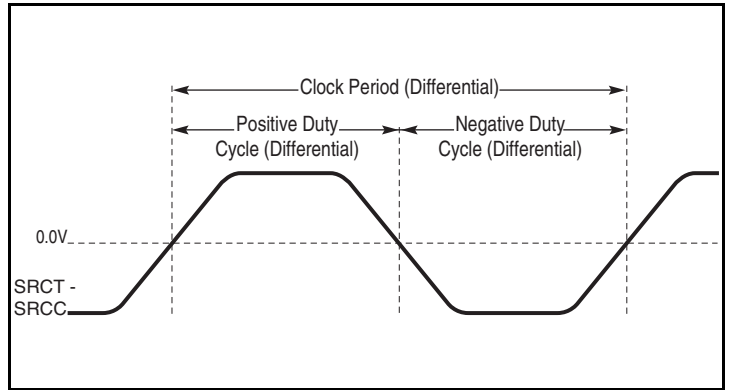 Clock Period (Differential)
Positive Duty
Cycle (Differential)
Negative Duty
Cycle (Differential)
0.0V
SRCT -
SRCC